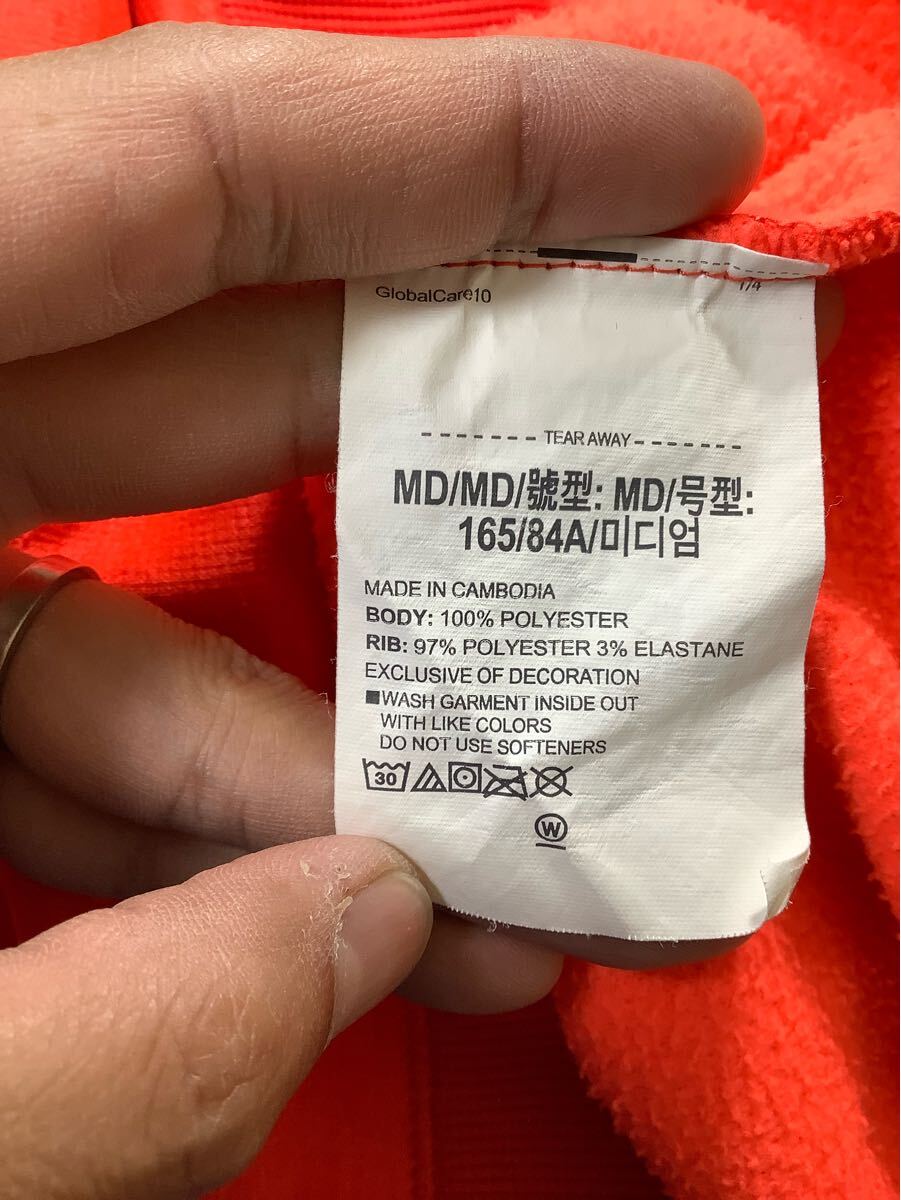 GlobalCare10
1/4
TEAR AWAY
MD/MD/號型: MD/号型:
165/84A/미디엄
MADE IN CAMBODIA
BODY: 100% POLYESTER
RIB: 97% POLYESTER 3% ELASTANE
EXCLUSIVE OF DECORATION
WASH GARMENT INSIDE OUT
WITH LIKE COLORS
DO NOT USE SOFTENERS
30
W